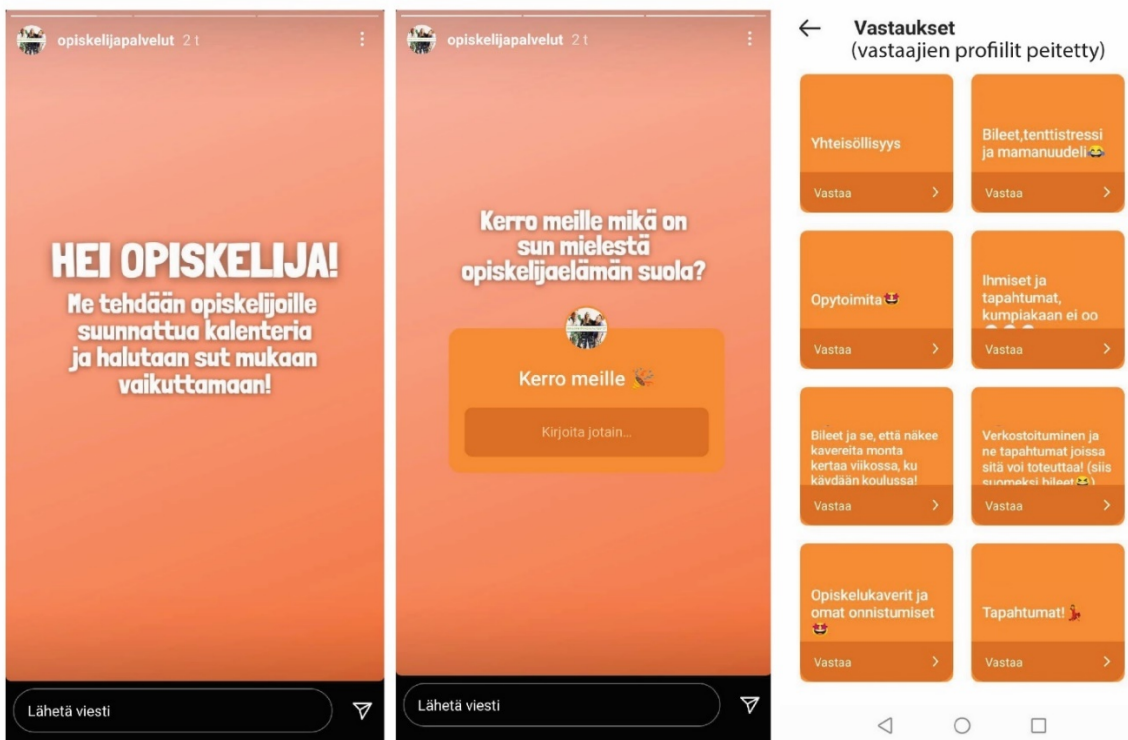 opiskelijapalvelut 2 t
HEI OPISKELIJA!
Me tehdään opiskelijoille
suunnattua kalenteria
ja halutaan sut mukaan
vaikuttamaan!
Lähetä viesti
opiskelijapalvelut 2 t
Kerro meille mikä on
sun mielestä
opiskelijaelämän suola?
Kerro meille 🎉
Kirjoita jotain...
Lähetä viesti
Vastaukset
(vastaajien profiilit peitetty)
Yhteisöllisyys
Vastaa
Bileet,tenttistressi
ja mamanuudeli😂
Vastaa
Opytoimita🤩
Vastaa
Ihmiset ja
tapahtumat,
kumpiakaan ei oo
Vastaa
Bileet ja se, että näkee
kavereita monta
kertaa viikossa, ku
käydään koulussa!
Vastaa
Verkostoituminen ja
ne tapahtumat joissa
sitä voi toteuttaa! (siis
suomeksi bileet😂)
Vastaa
Opiskelukaverit ja
omat onnistumiset
🤩
Vastaa
Tapahtumat!💃
Vastaa